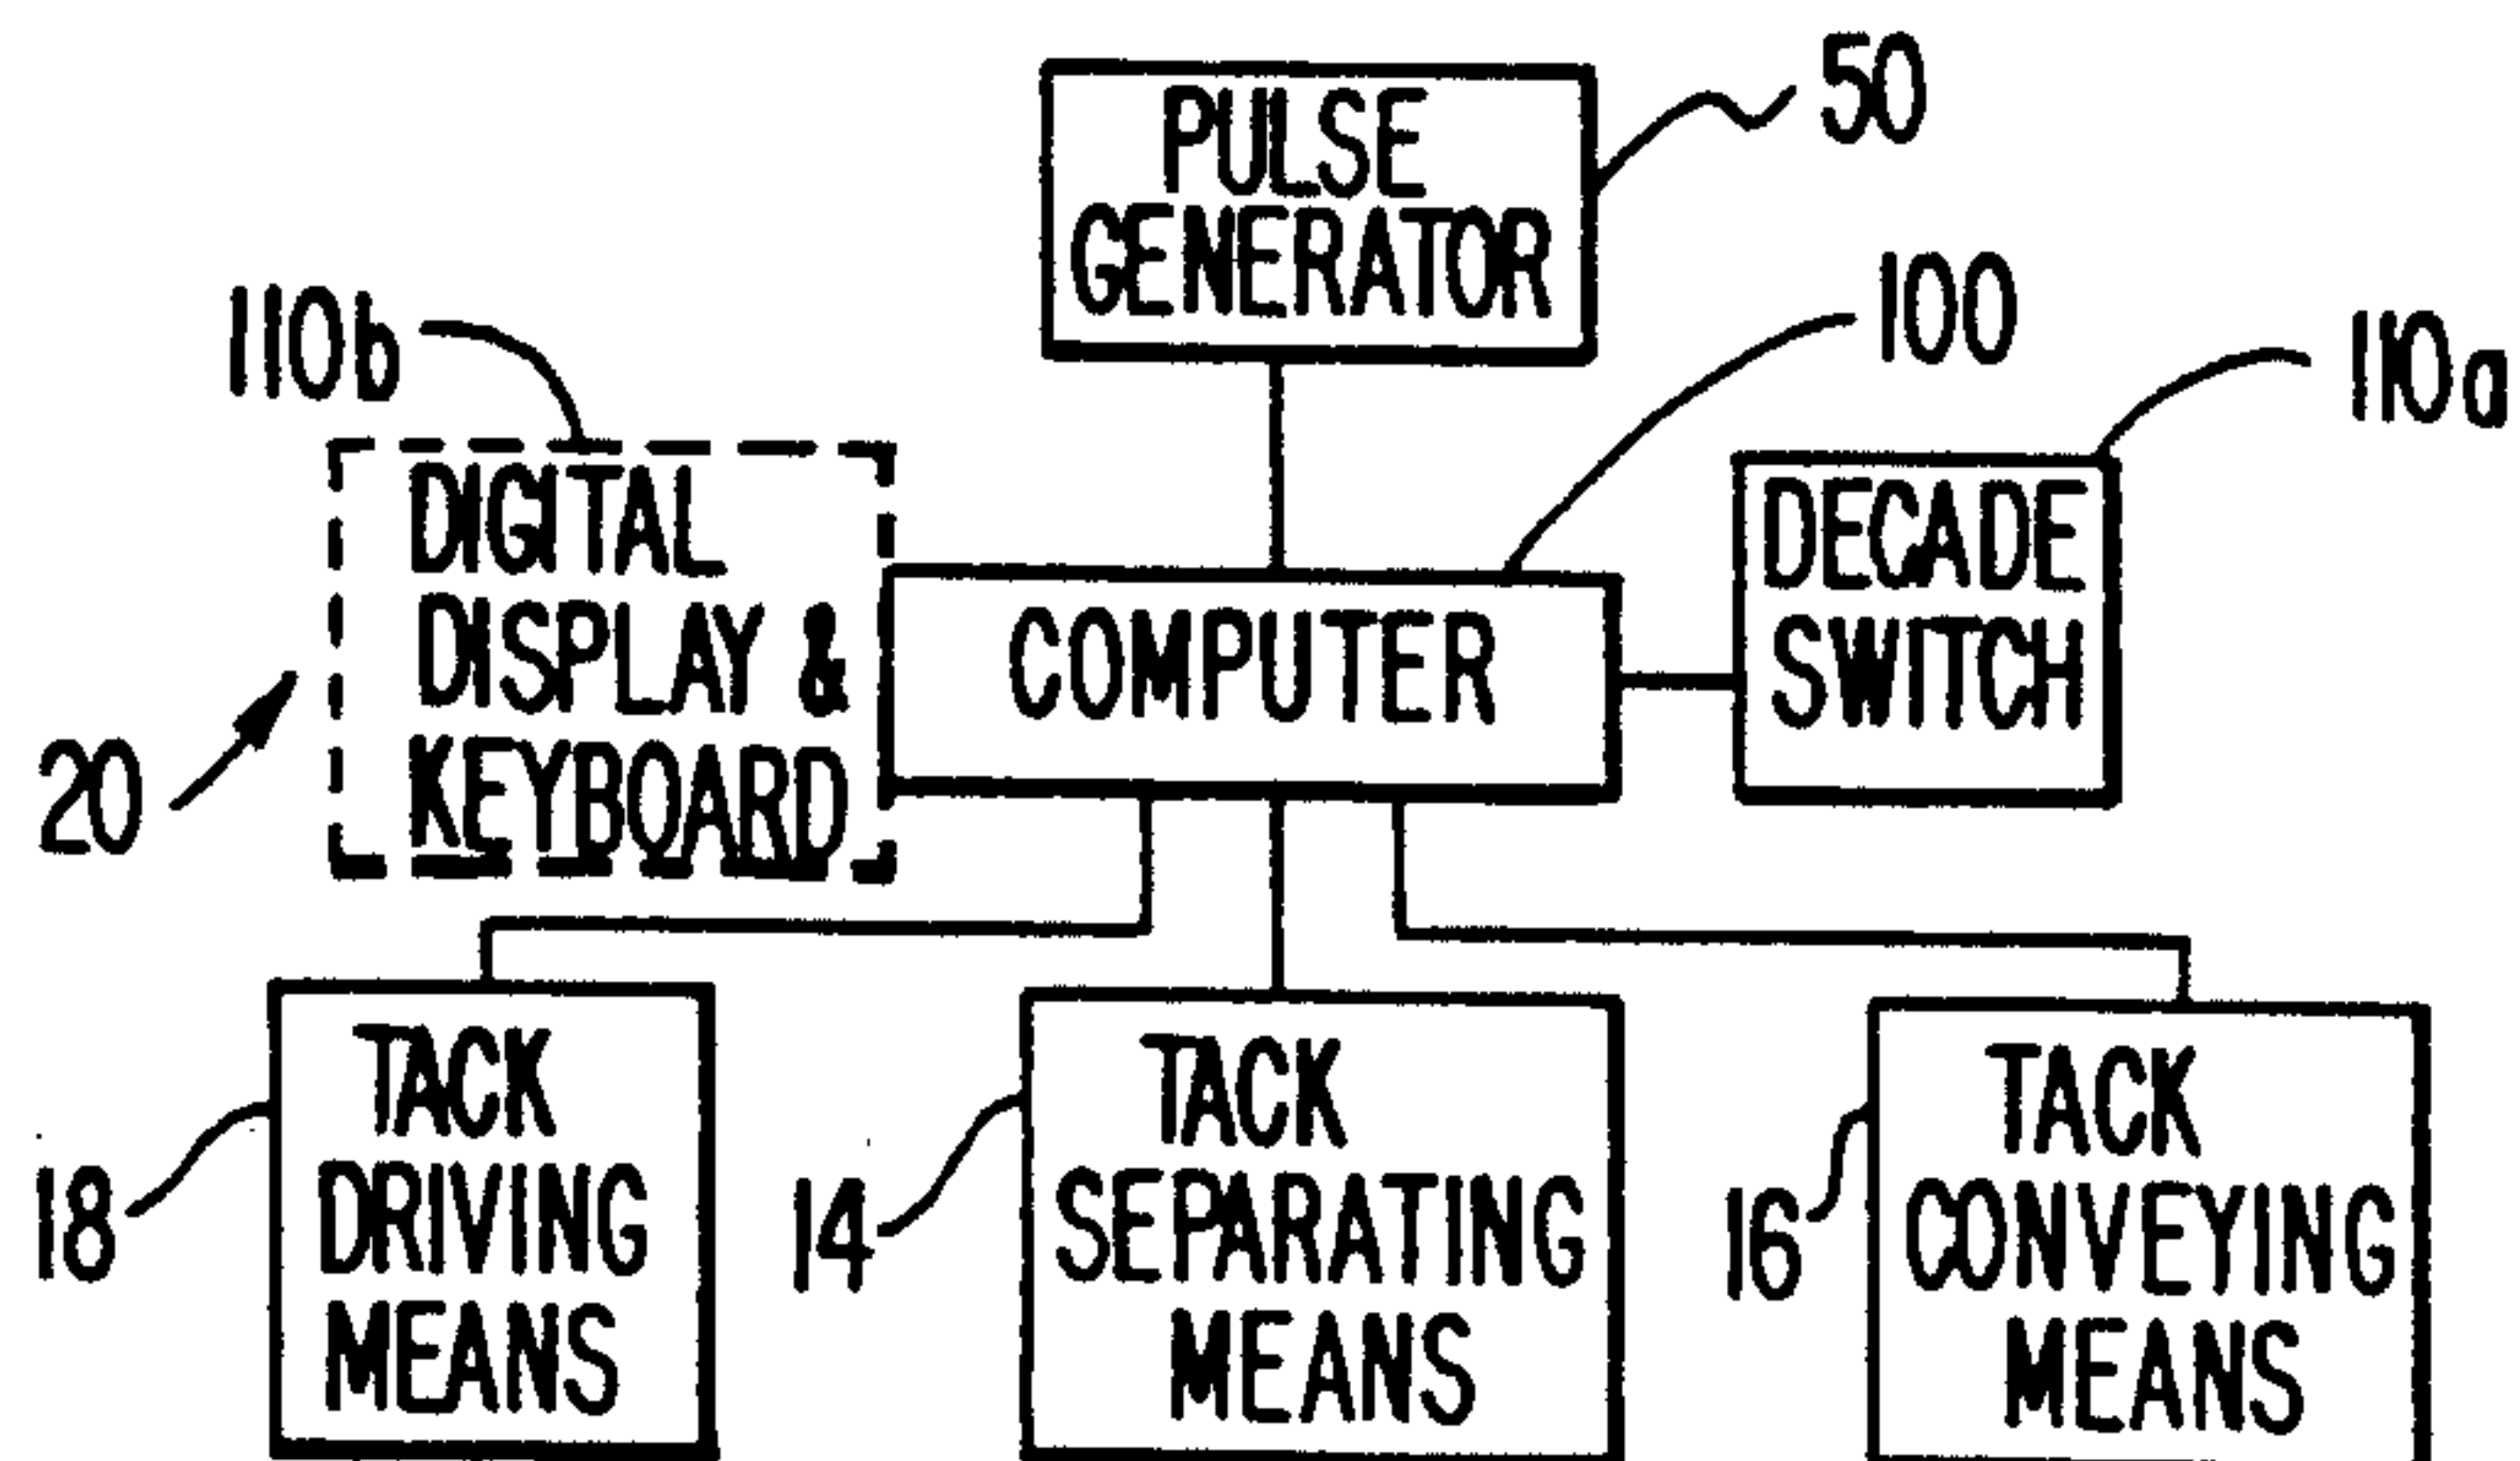 PULSE
GENERATOR
50
110b
100
110a
DIGITAL
DISPLAY &
KEYBOARD
COMPUTER
DECADE
SWITCH
20
TACK
DRIVING
MEANS
18
TACK
SEPARATING
MEANS
14
TACK
CONVEYING
MEANS
16